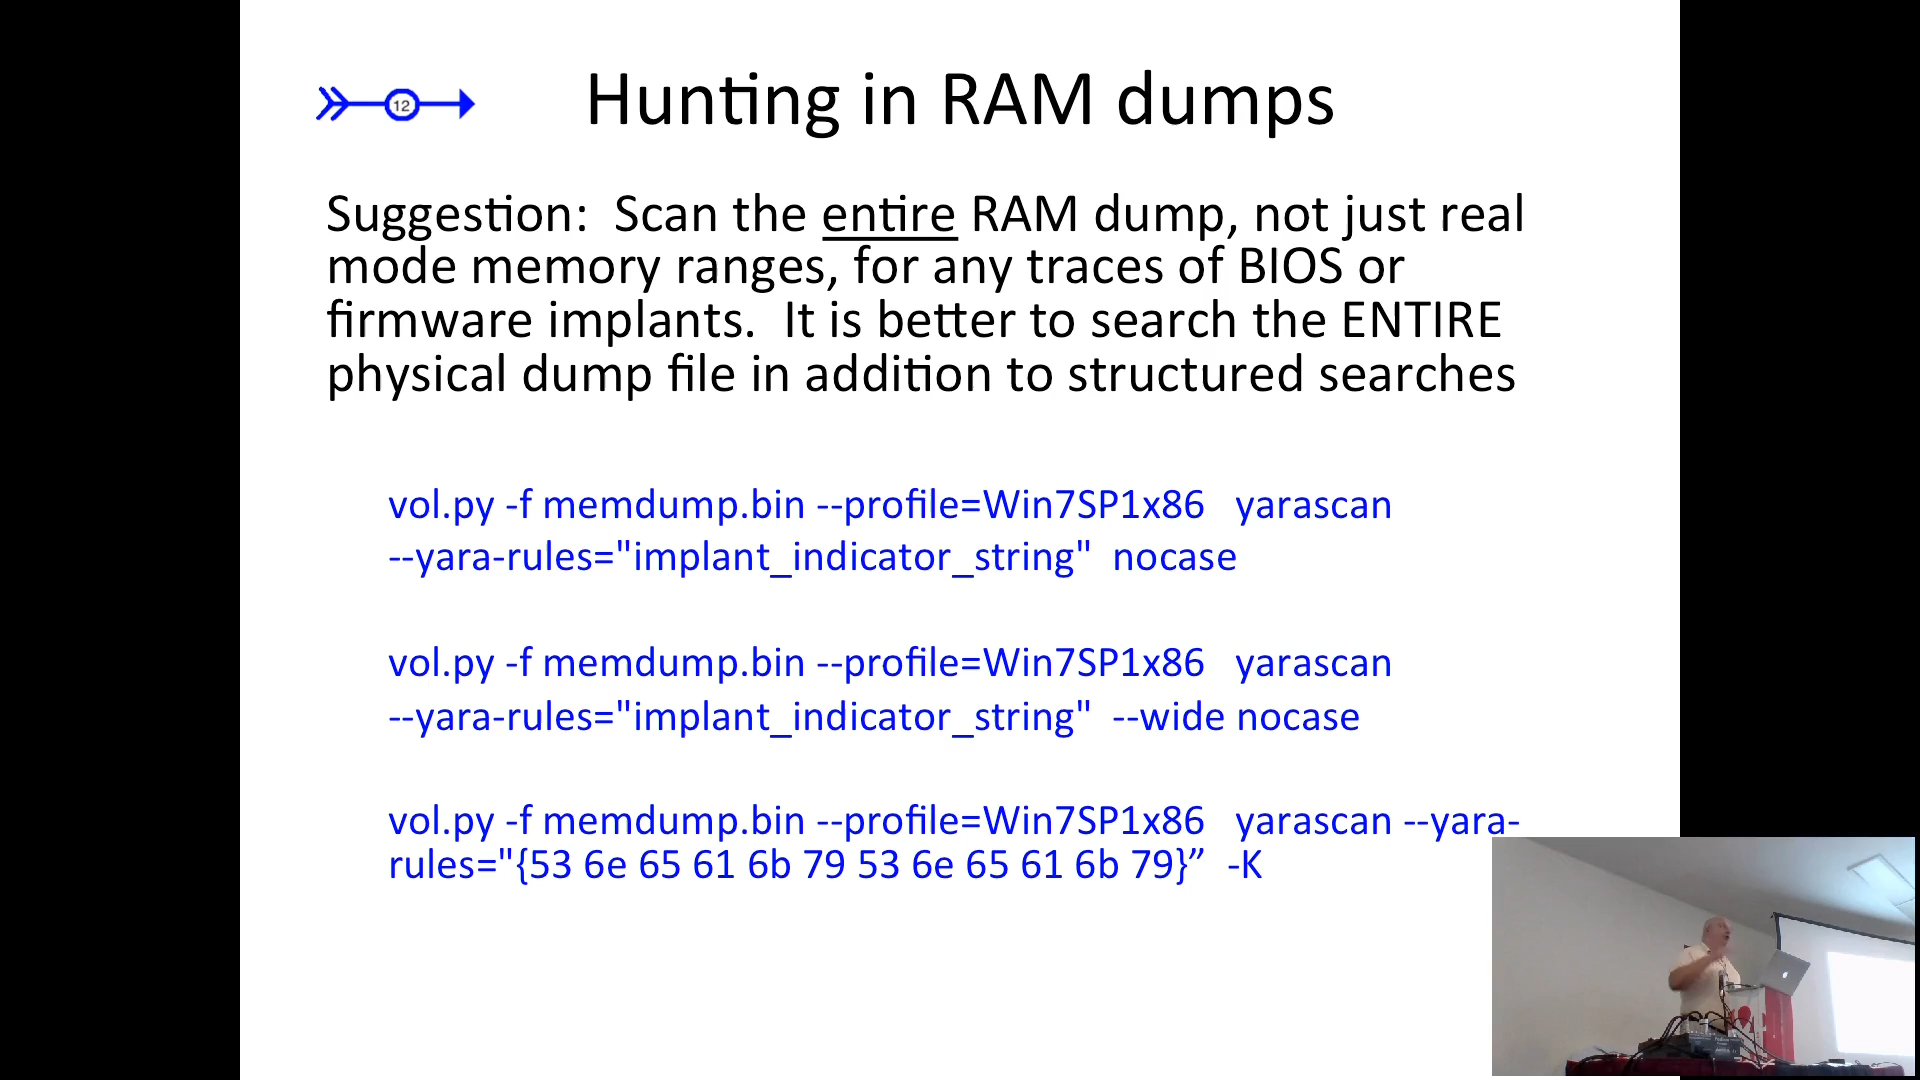 12
Hunting in RAM dumps
Suggestion:  Scan the entire RAM dump, not just real
mode memory ranges, for any traces of BIOS or
firmware implants.  It is better to search the ENTIRE
physical dump file in addition to structured searches
vol.py -f memdump.bin --profile=Win7SP1x86   yarascan
--yara-rules="implant_indicator_string"  nocase
vol.py -f memdump.bin --profile=Win7SP1x86   yarascan
--yara-rules="implant_indicator_string"  --wide nocase
vol.py -f memdump.bin --profile=Win7SP1x86   yarascan --yara-
rules="{53 6e 65 61 6b 79 53 6e 65 61 6b 79}”  -K